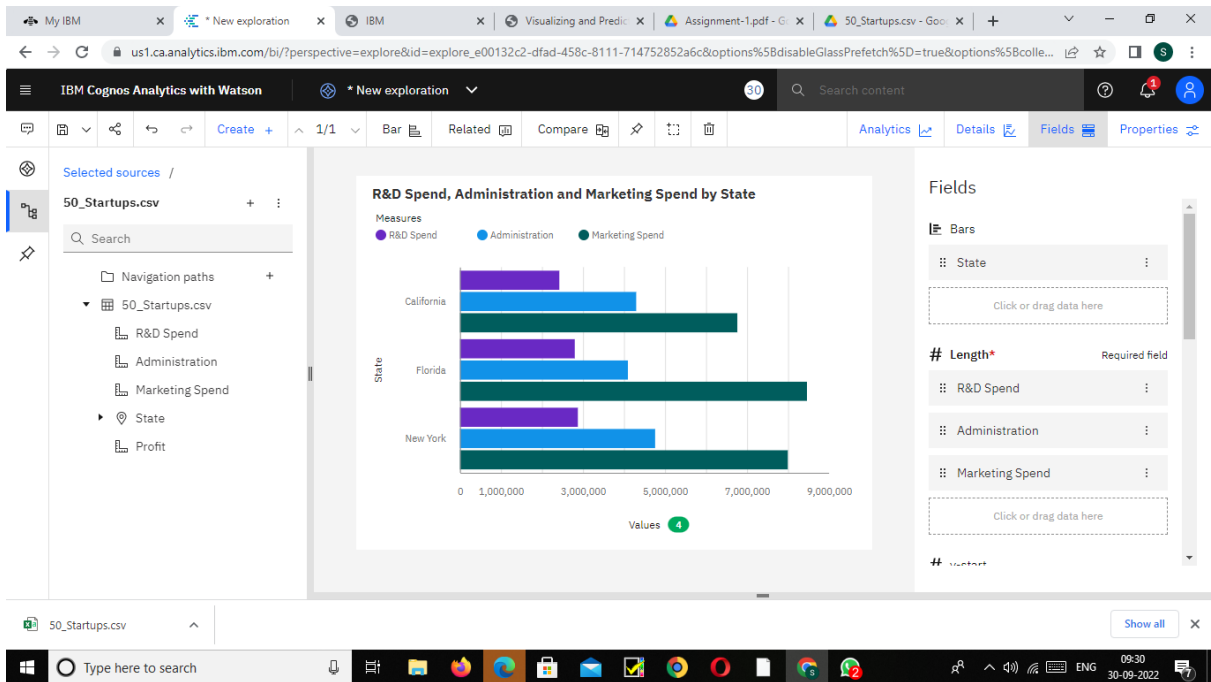 My IBM
* New exploration
IBM
Visualizing and Predic
Assignment-1.pdf - Go
50_Startups.csv - Goo
us1.ca.analytics.ibm.com/bi/?perspective=explore&id=explore_e00132c2-dfad-458c-8111-714752852a6c&options%5BdisableGlassPrefetch%5D=true&options%5Bcolle...
S
IBM Cognos Analytics with Watson
* New exploration
30
Search content
1
Create +
1/1
Bar
Related
Compare
Analytics
Details
Fields
Properties
Selected sources /
50_Startups.csv
Search
Navigation paths
50_Startups.csv
R&D Spend
Administration
Marketing Spend
State
Profit
R&D Spend, Administration and Marketing Spend by State
Measures
R&D Spend Administration Marketing Spend
California
Florida
New York
State
0 1,000,000 3,000,000 5,000,000 7,000,000 9,000,000
Values 4
Fields
Bars
State
Click or drag data here
# Length* Required field
R&D Spend
Administration
Marketing Spend
Click or drag data here
50_Startups.csv
Show all
Type here to search
2
ENG
09:30
30-09-2022
7